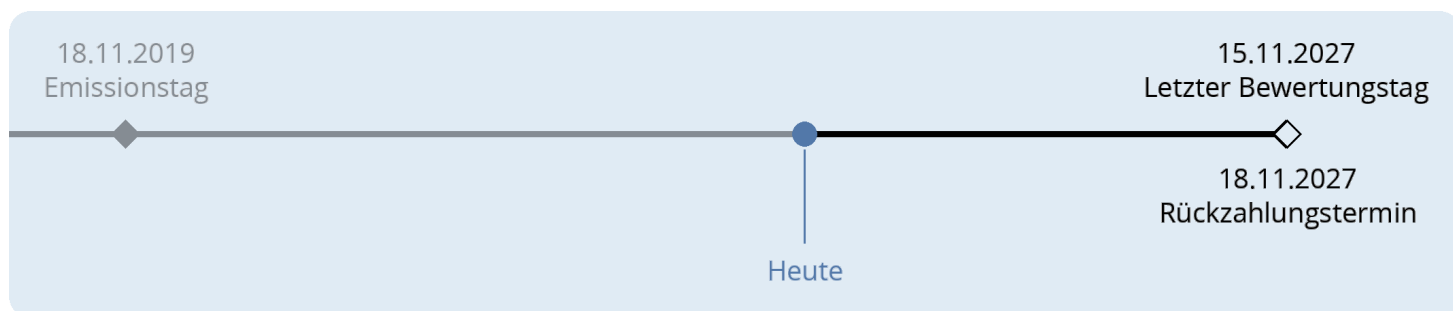 18.11.2019
Emissionstag
15.11.2027
Letzter Bewertungstag
18.11.2027
Rückzahlungstermin
Heute